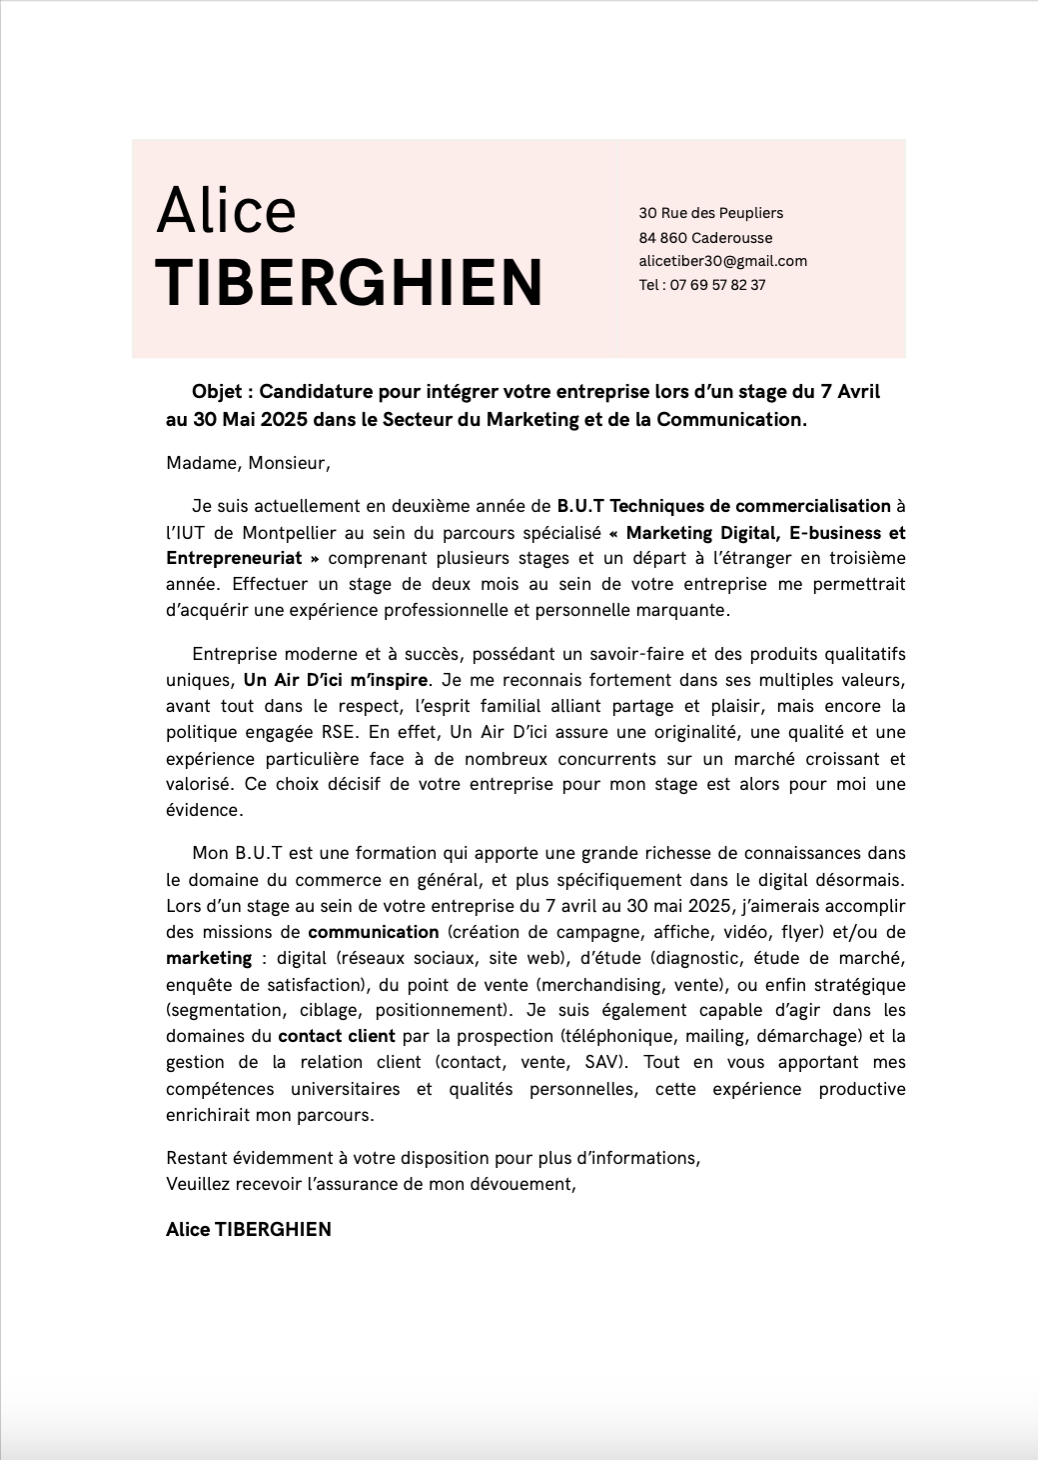 Alice
TIBERGHIEN
30 Rue des Peupliers
84 860 Caderousse
alicetiber30@gmail.com
Tel : 07 69 57 82 37
Objet : Candidature pour intégrer votre entreprise lors d’un stage du 7 Avril
au 30 Mai 2025 dans le Secteur du Marketing et de la Communication.
Madame, Monsieur,
Je suis actuellement en deuxième année de B.U.T Techniques de commercialisation à
l’IUT de Montpellier au sein du parcours spécialisé « Marketing Digital, E-business et
Entrepreneuriat » comprenant plusieurs stages et un départ à l’étranger en troisième
année. Effectuer un stage de deux mois au sein de votre entreprise me permettrait
d’acquérir une expérience professionnelle et personnelle marquante.
Entreprise moderne et à succès, possédant un savoir-faire et des produits qualitatifs
uniques, Un Air D’ici m’inspire. Je me reconnais fortement dans ses multiples valeurs,
avant tout dans le respect, l’esprit familial alliant partage et plaisir, mais encore la
politique engagée RSE. En effet, Un Air D’ici assure une originalité, une qualité et une
expérience particulière face à de nombreux concurrents sur un marché croissant et
valorisé. Ce choix décisif de votre entreprise pour mon stage est alors pour moi une
évidence.
Mon B.U.T est une formation qui apporte une grande richesse de connaissances dans
le domaine du commerce en général, et plus spécifiquement dans le digital désormais.
Lors d’un stage au sein de votre entreprise du 7 avril au 30 mai 2025, j’aimerais accomplir
des missions de communication (création de campagne, affiche, vidéo, flyer) et/ou de
marketing : digital (réseaux sociaux, site web), d’étude (diagnostic, étude de marché,
enquête de satisfaction), du point de vente (merchandising, vente), ou enfin stratégique
(segmentation, ciblage, positionnement). Je suis également capable d’agir dans les
domaines du contact client par la prospection (téléphonique, mailing, démarchage) et la
gestion de la relation client (contact, vente, SAV). Tout en vous apportant mes
compétences universitaires et qualités personnelles, cette expérience productive
enrichirait mon parcours.
Restant évidemment à votre disposition pour plus d’informations,
Veuillez recevoir l’assurance de mon dévouement,
Alice TIBERGHIEN